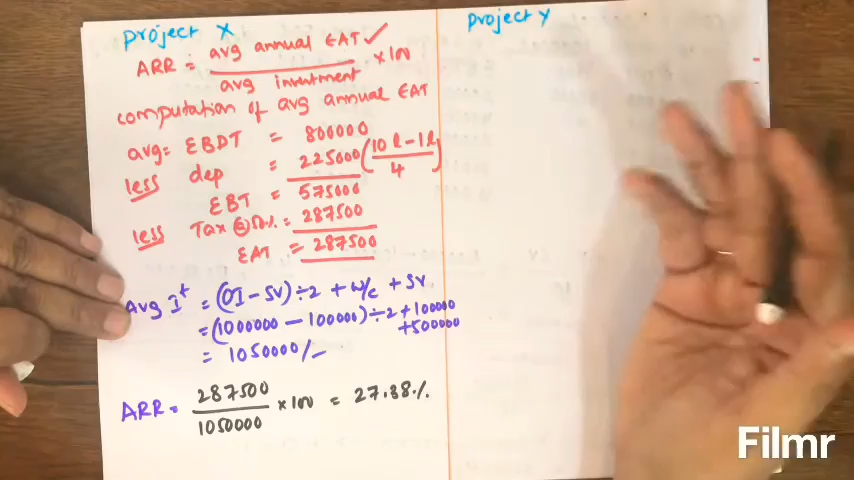 project X
ARR = avg annual EAT ✓ / avg investment × 100
computation of avg annual EAT
avg: EBDT = 800000
less dep = 225000 (10 l - 1 l / 4)
EBT = 575000
less Tax @ 50% = 287500
EAT = 287500
avg It = (OI - SV) ÷ 2 + w/c + SV
= (1000000 - 100000) ÷ 2 + 100000
+ 500000
= 1050000/-
ARR = 287500 / 1050000 × 100 = 27.38%
project Y
Filmr